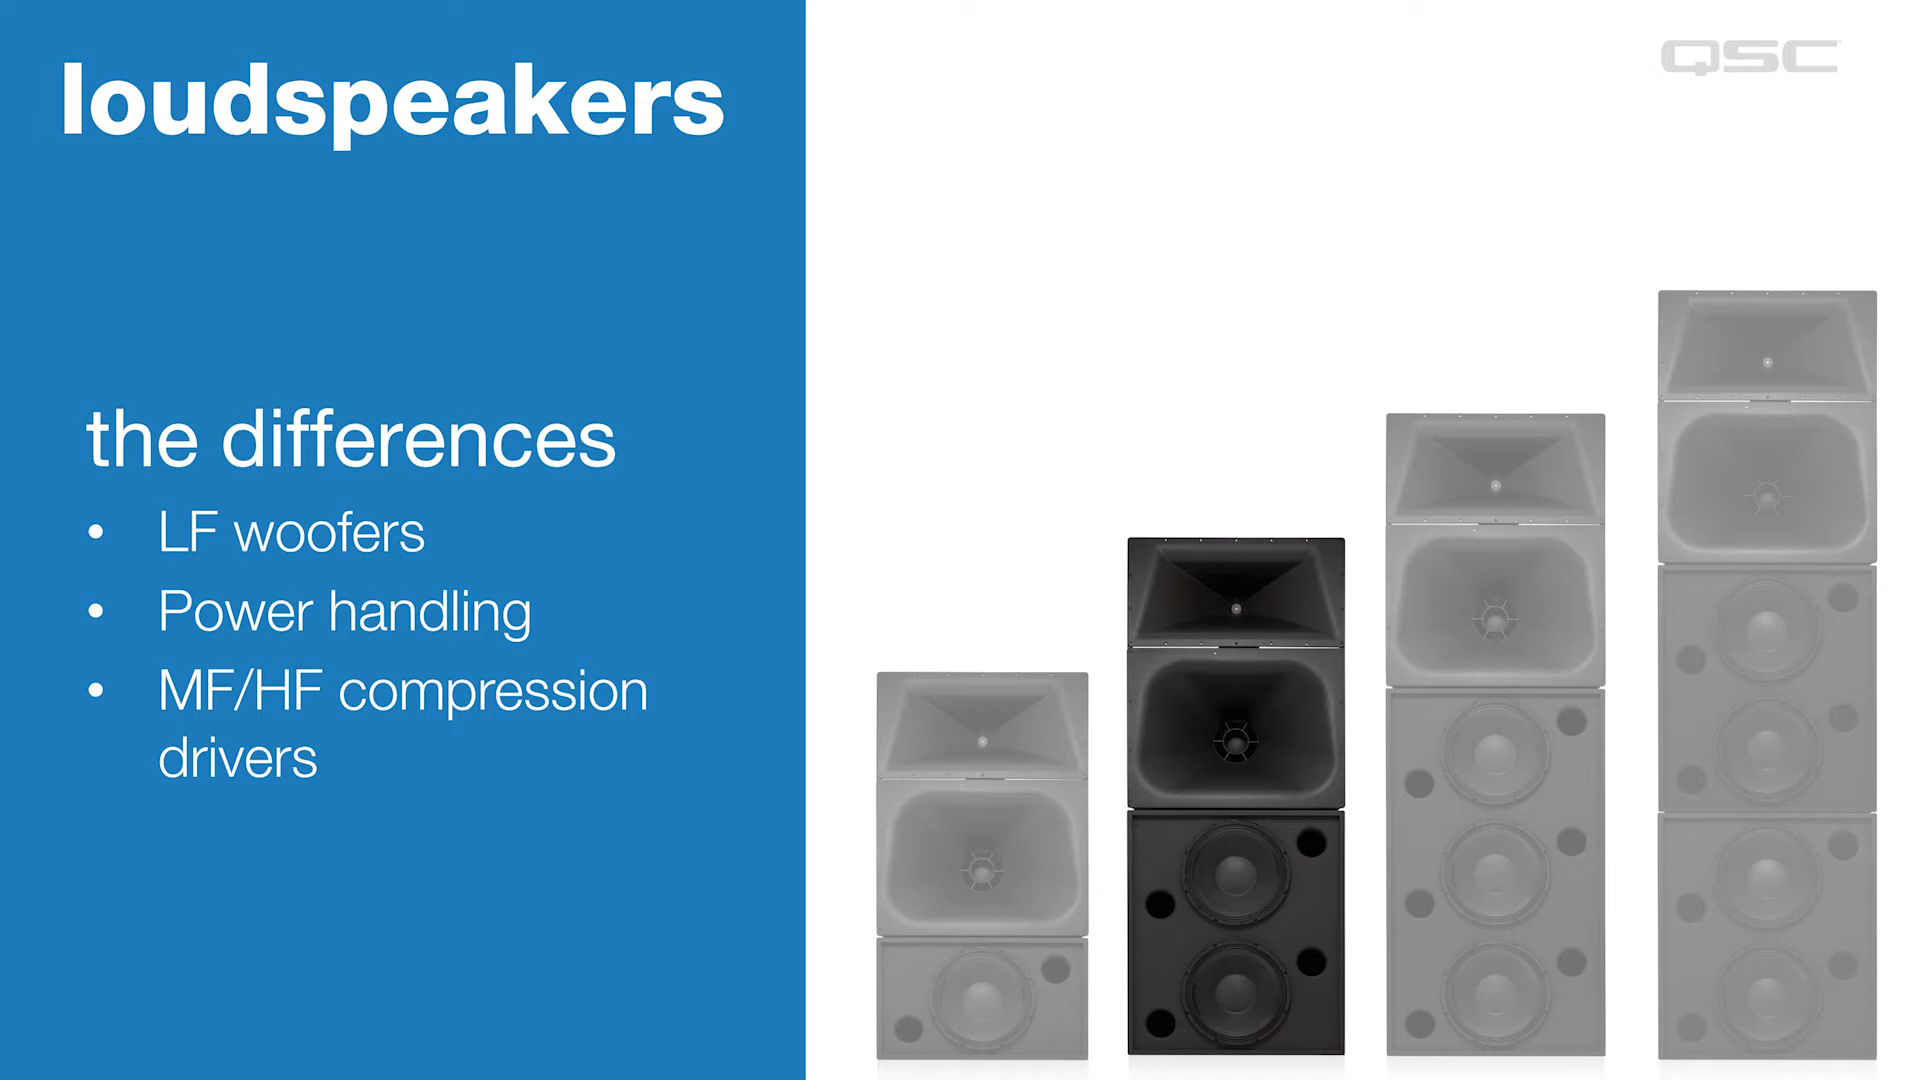 loudspeakers
QSC
the differences
• LF woofers
• Power handling
• MF/HF compression
drivers